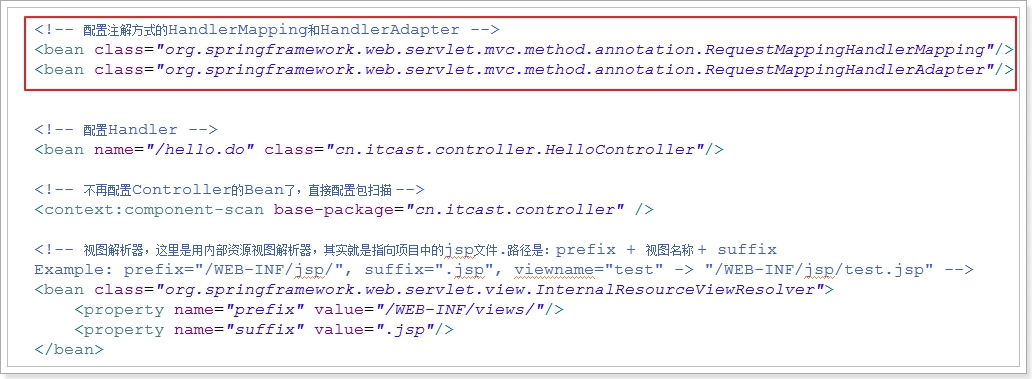 <!-- 配置注解方式的HandlerMapping和HandlerAdapter -->
<bean class="org.springframework.web.servlet.mvc.method.annotation.RequestMappingHandlerMapping"/>
<bean class="org.springframework.web.servlet.mvc.method.annotation.RequestMappingHandlerAdapter"/>
<!-- 配置Handler -->
<bean name="/hello.do" class="cn.itcast.controller.HelloController"/>
<!-- 不再配置Controller的Bean了，直接配置包扫描 -->
<context:component-scan base-package="cn.itcast.controller" />
<!-- 视图解析器，这里是用内部资源视图解析器，其实就是指向项目中的jsp文件.路径是：prefix + 视图名称 + suffix
Example: prefix="/WEB-INF/jsp/", suffix=".jsp", viewname="test" -> "/WEB-INF/jsp/test.jsp" -->
<bean class="org.springframework.web.servlet.view.InternalResourceViewResolver">
    <property name="prefix" value="/WEB-INF/views/"/>
    <property name="suffix" value=".jsp"/>
</bean>